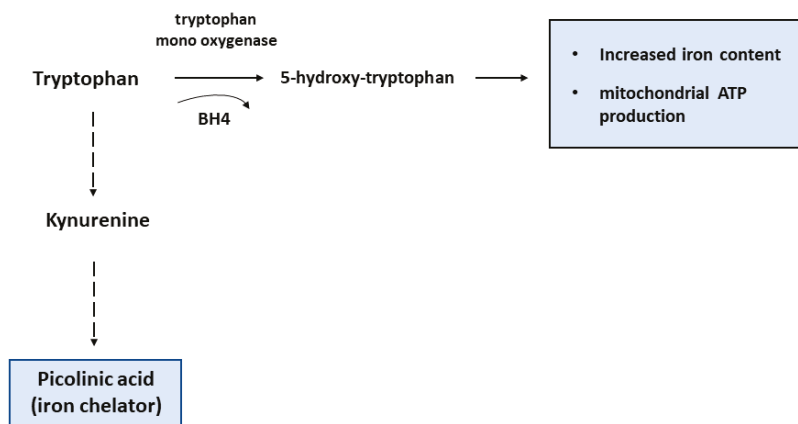 tryptophan
mono oxygenase
Tryptophan
5-hydroxy-tryptophan
BH4
• Increased iron content
• mitochondrial ATP
production
Kynurenine
Picolinic acid
(iron chelator)